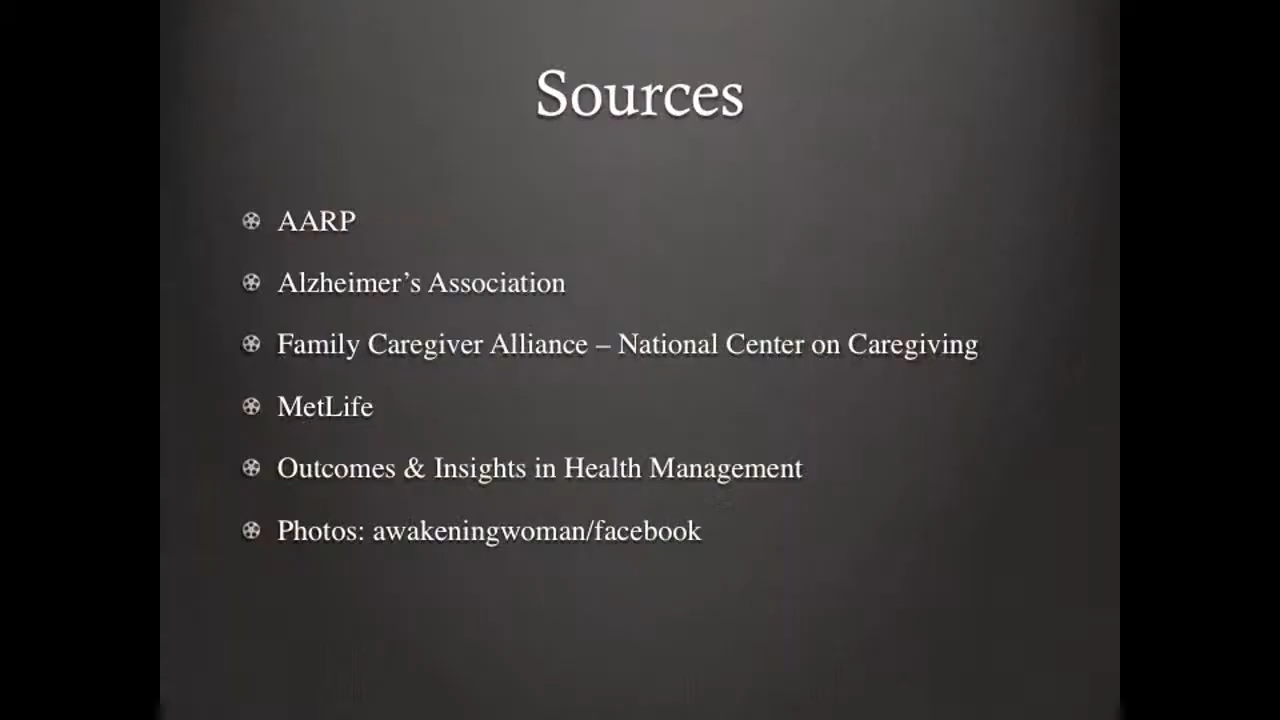 Sources
AARP
Alzheimer’s Association
Family Caregiver Alliance – National Center on Caregiving
MetLife
Outcomes & Insights in Health Management
Photos: awakeningwoman/facebook